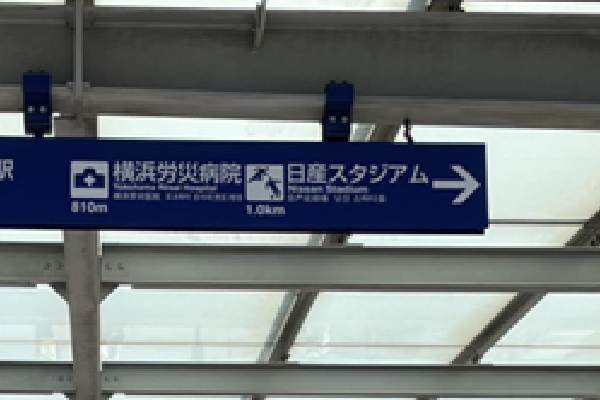 駅
横浜労災病院
Yokohama Rosai Hospital
810m
日産スタジアム
Nissan Stadium
1.0km